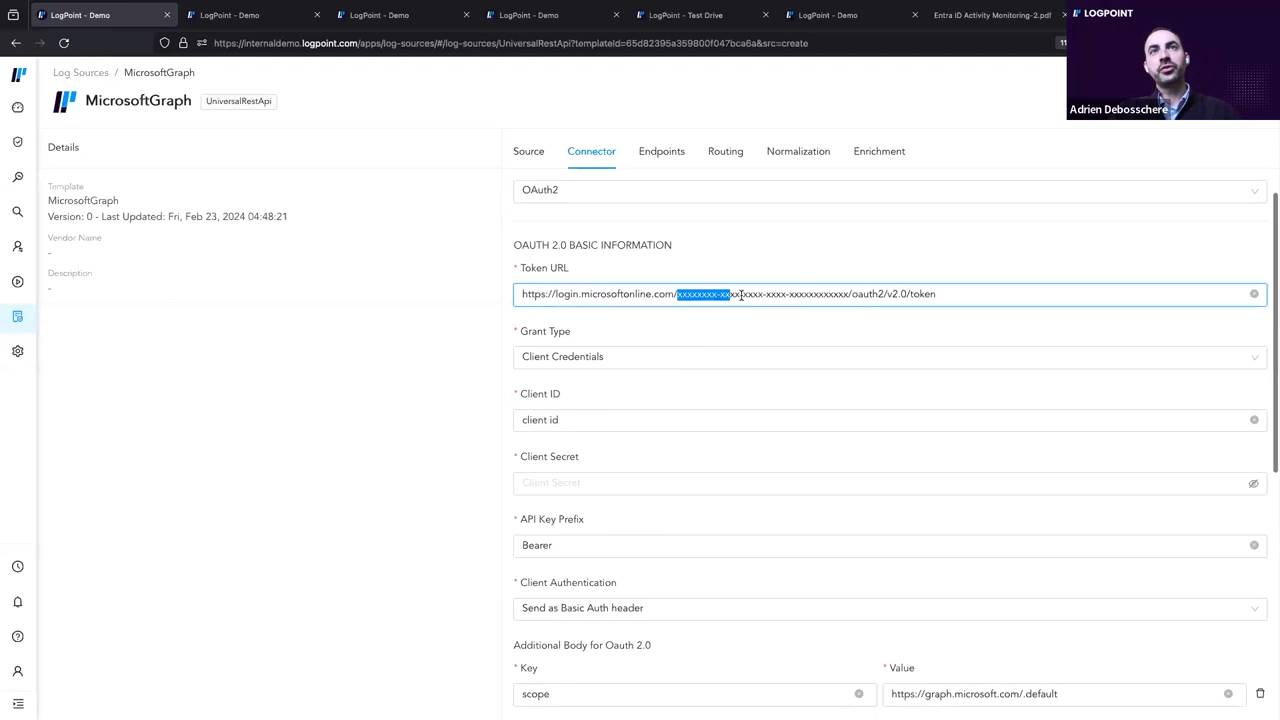 LogPoint - Demo
LogPoint - Demo
LogPoint - Demo
LogPoint - Demo
LogPoint - Test Drive
LogPoint - Demo
Entra ID Activity Monitoring-2.pdf
LOGPOINT
https://internaldemo.logpoint.com/apps/log-sources/#/log-sources/UniversalRestApi?templateId=65d82395a359800f047bca6a&src=create
Adrien Debosschere
Log Sources / MicrosoftGraph
MicrosoftGraph
UniversalRestApi
Details
Template
MicrosoftGraph
Version: 0 - Last Updated: Fri, Feb 23, 2024 04:48:21
Vendor Name
-
Description
-
Source Connector Endpoints Routing Normalization Enrichment
OAuth2
OAUTH 2.0 BASIC INFORMATION
* Token URL
https://login.microsoftonline.com/xxxxxxxx-xxxx-xxxx-xxxx-xxxxxxxxxxxx/oauth2/v2.0/token
* Grant Type
Client Credentials
* Client ID
client id
* Client Secret
Client Secret
* API Key Prefix
Bearer
* Client Authentication
Send as Basic Auth header
Additional Body for Oauth 2.0
* Key
* Value
scope
https://graph.microsoft.com/.default